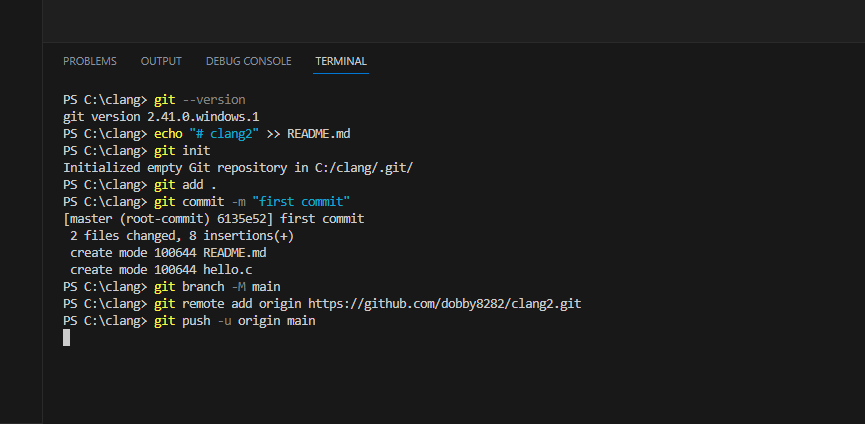 PROBLEMS OUTPUT DEBUG CONSOLE TERMINAL
PS C:\clang> git --version
git version 2.41.0.windows.1
PS C:\clang> echo "# clang2" >> README.md
PS C:\clang> git init
Initialized empty Git repository in C:/clang/.git/
PS C:\clang> git add .
PS C:\clang> git commit -m "first commit"
[master (root-commit) 6135e52] first commit
 2 files changed, 8 insertions(+)
 create mode 100644 README.md
 create mode 100644 hello.c
PS C:\clang> git branch -M main
PS C:\clang> git remote add origin https://github.com/dobby8282/clang2.git
PS C:\clang> git push -u origin main